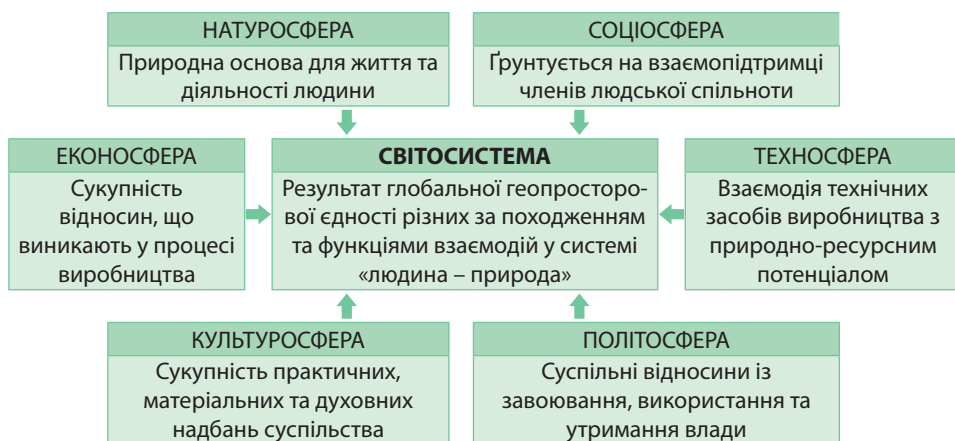 НАТУРОСФЕРА
Природна основа для життя та
діяльності людини
СОЦІОСФЕРА
Ґрунтується на взаємопідтримці
членів людської спільноти
ЕКОНОСФЕРА
Сукупність
відносин, що
виникають у процесі
виробництва
СВІТОСИСТЕМА
Результат глобальної геопросторо-
вої єдності різних за походженням
та функціями взаємодій у системі
«людина – природа»
ТЕХНОСФЕРА
Взаємодія технічних
засобів виробництва з
природно-ресурсним
потенціалом
КУЛЬТУРОСФЕРА
Сукупність практичних,
матеріальних та духовних
надбань суспільства
ПОЛІТОСФЕРА
Суспільні відносини із
завоювання, використання та
утримання влади